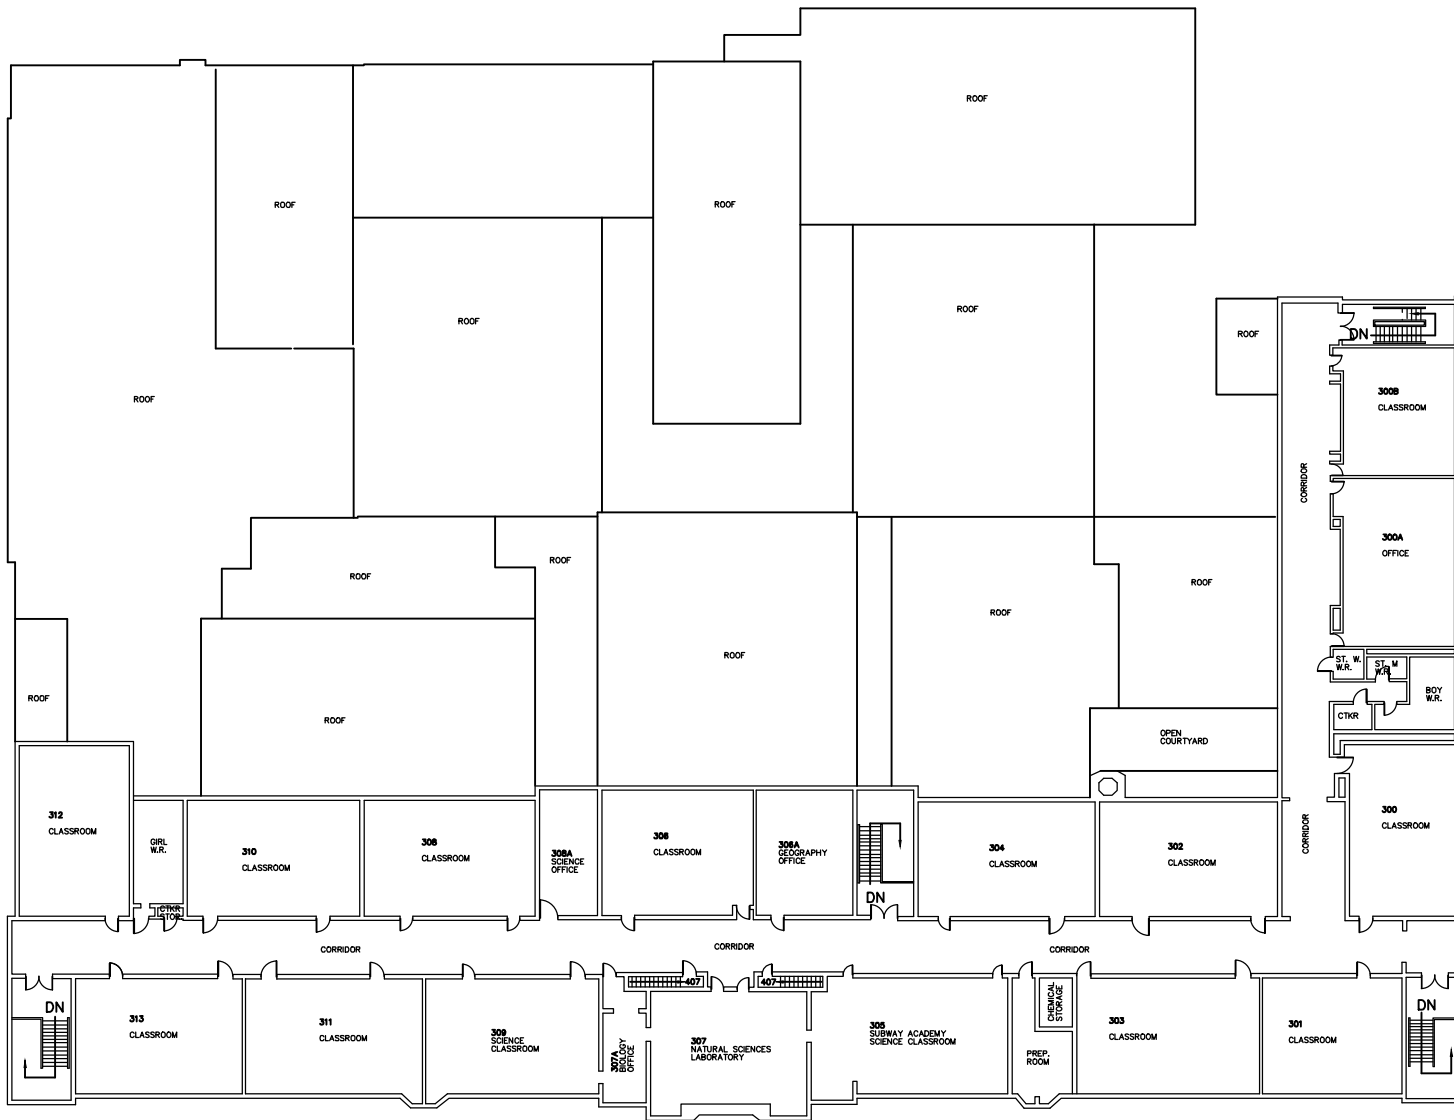 ROOF
ROOF
ROOF
ROOF
ROOF
ROOF
ROOF
DN
300B
CLASSROOM
ROOF
CORRIDOR
300A
OFFICE
ROOF
ROOF
ROOF
ROOF
ROOF
ST. W.
W.R.
ST. M
W.R.
BOY
W.R.
ROOF
ROOF
CTKR
OPEN
COURTYARD
312
CLASSROOM
GIRL
W.R.
310
CLASSROOM
308
CLASSROOM
308A
SCIENCE
OFFICE
306
CLASSROOM
306A
GEOGRAPHY
OFFICE
DN
304
CLASSROOM
302
CLASSROOM
CORRIDOR
300
CLASSROOM
CTKR
STOR
CORRIDOR
CORRIDOR
CORRIDOR
DN
313
CLASSROOM
311
CLASSROOM
309
SCIENCE
CLASSROOM
307A
BIOLOGY
OFFICE
407
307
NATURAL SCIENCES
LABORATORY
407
305
SUBWAY ACADEMY
SCIENCE CLASSROOM
CHEMICAL
STORAGE
PREP.
ROOM
303
CLASSROOM
301
CLASSROOM
DN